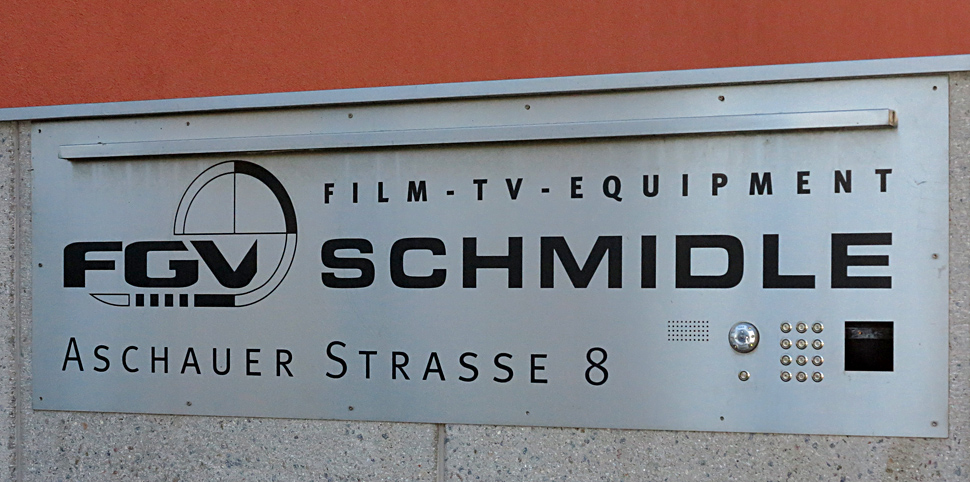 FILM-TV-EQUIPMENT
FGV SCHMIDLE
ASCHAUER STRASSE 8